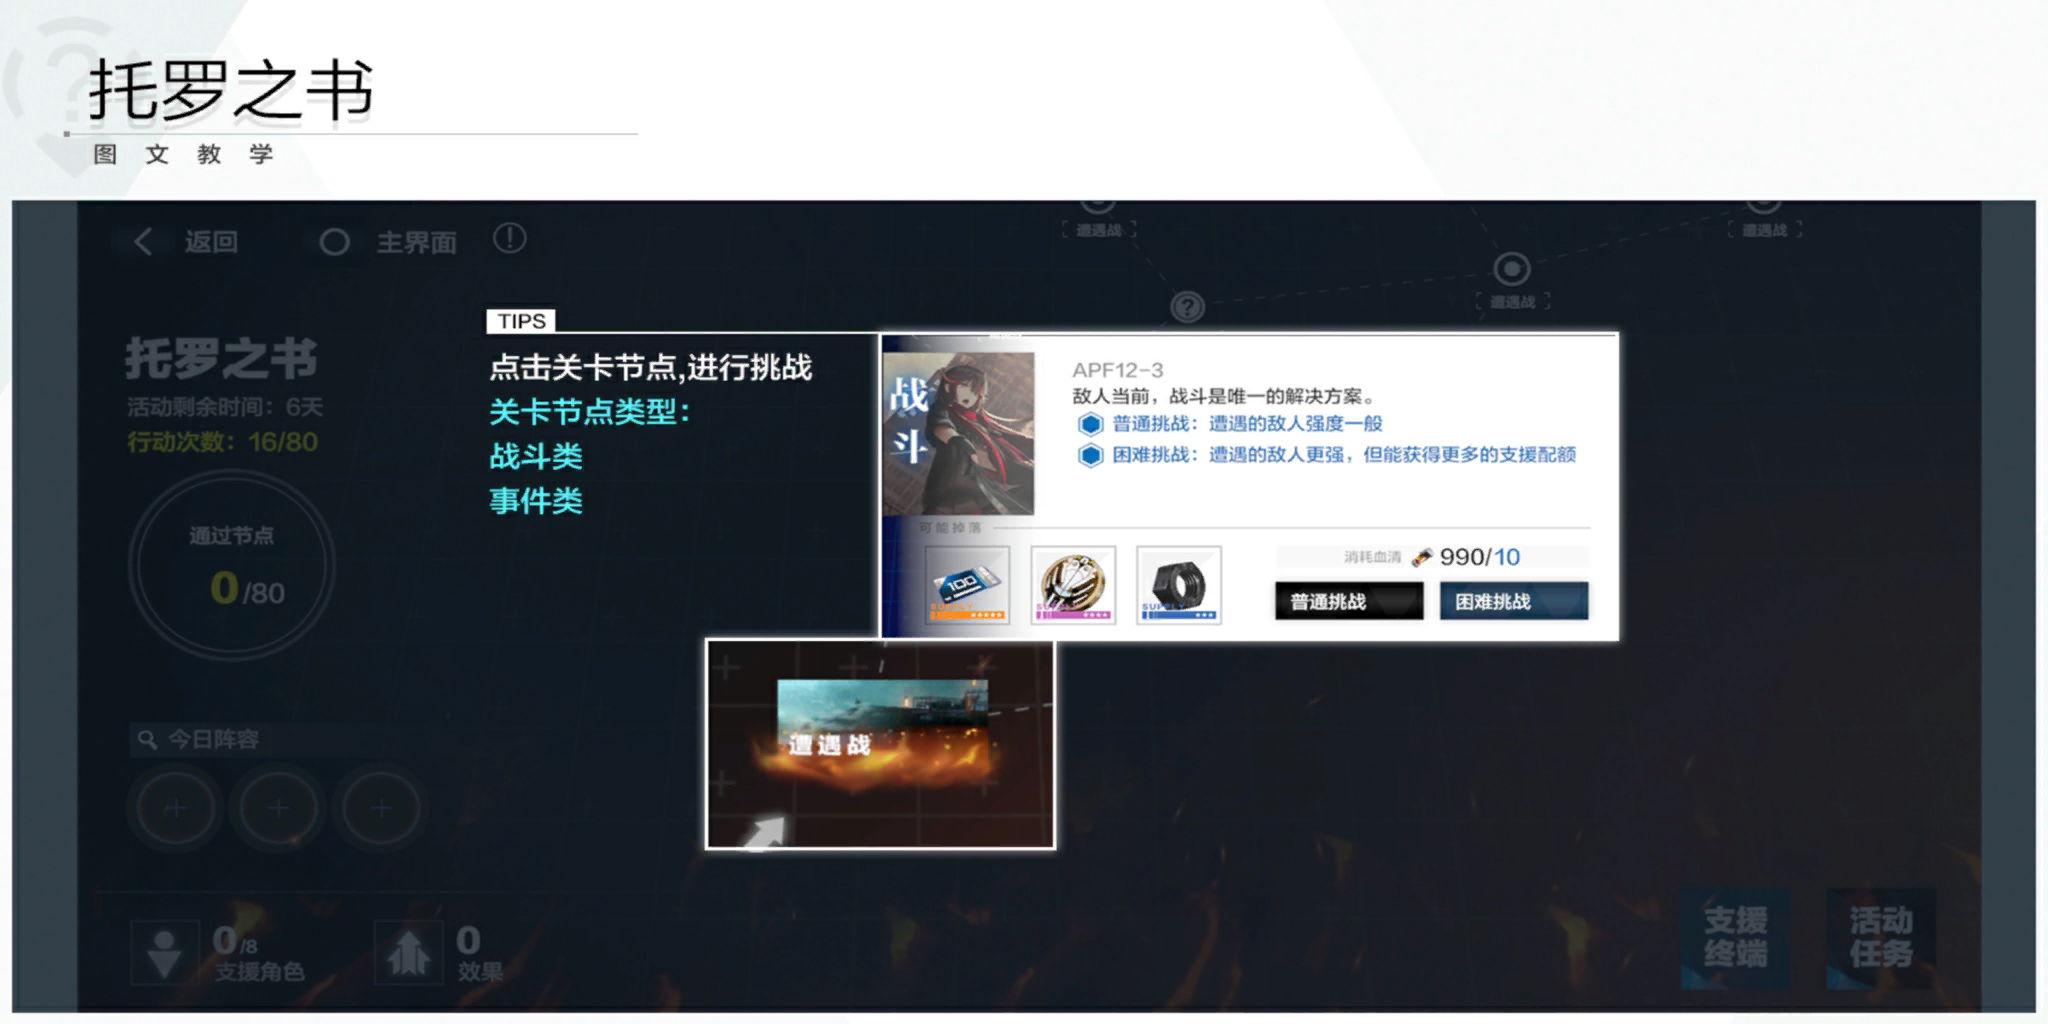 托罗之书
图文教学
返回
主界面
遭遇战
遭遇战
遭遇战
托罗之书
活动剩余时间：6天
行动次数：16/80
通过节点
0/80
今日阵容
0/8
支援角色
0
效果
TIPS
点击关卡节点,进行挑战
关卡节点类型：
战斗类
事件类
战斗
APF12-3
敌人当前，战斗是唯一的解决方案。
普通挑战：遭遇的敌人强度一般
困难挑战：遭遇的敌人更强，但能获得更多的支援配额
可能掉落
100
SUPPLY
SUPPLY
SUPPLY
消耗血清 990/10
普通挑战
困难挑战
遭遇战
支援
终端
活动
任务